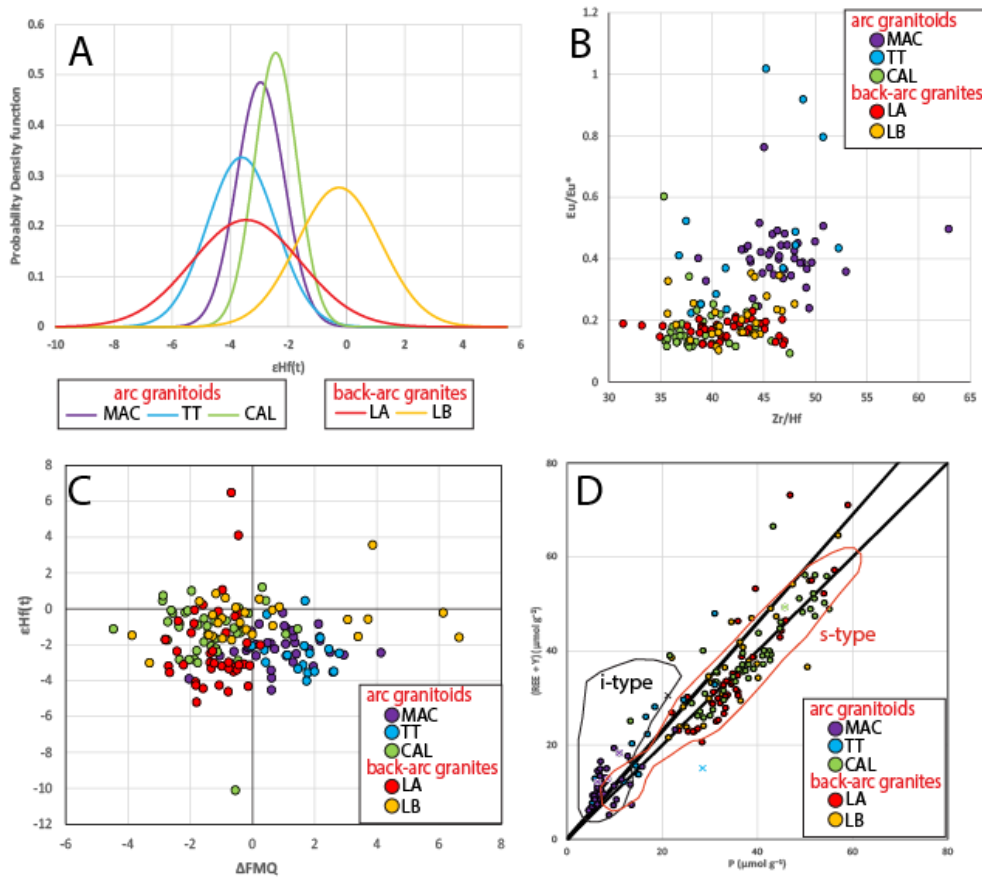 A
Probability Density function
0.6
0.5
0.4
0.3
0.2
0.1
0
-10 -8 -6 -4 -2 0 2 4 6
εHf(t)
arc granitoids
MAC TT CAL
back-arc granites
LA LB
B
arc granitoids
MAC
TT
CAL
back-arc granites
LA
LB
Eu/Eu*
1
0.8
0.6
0.4
0.2
0
30 35 40 45 50 55 60 65
Zr/Hf
C
εHf(t)
8
6
4
2
0
-2
-4
-6
-8
-10
-12
-6 -4 -2 0 2 4 6 8
ΔFMQ
arc granitoids
MAC
TT
CAL
back-arc granites
LA
LB
D
(REE + Y) (μmol g⁻¹)
80
60
40
20
0
0 20 40 60 80
P (μmol g⁻¹)
i-type
s-type
arc granitoids
MAC
TT
CAL
back-arc granites
LA
LB